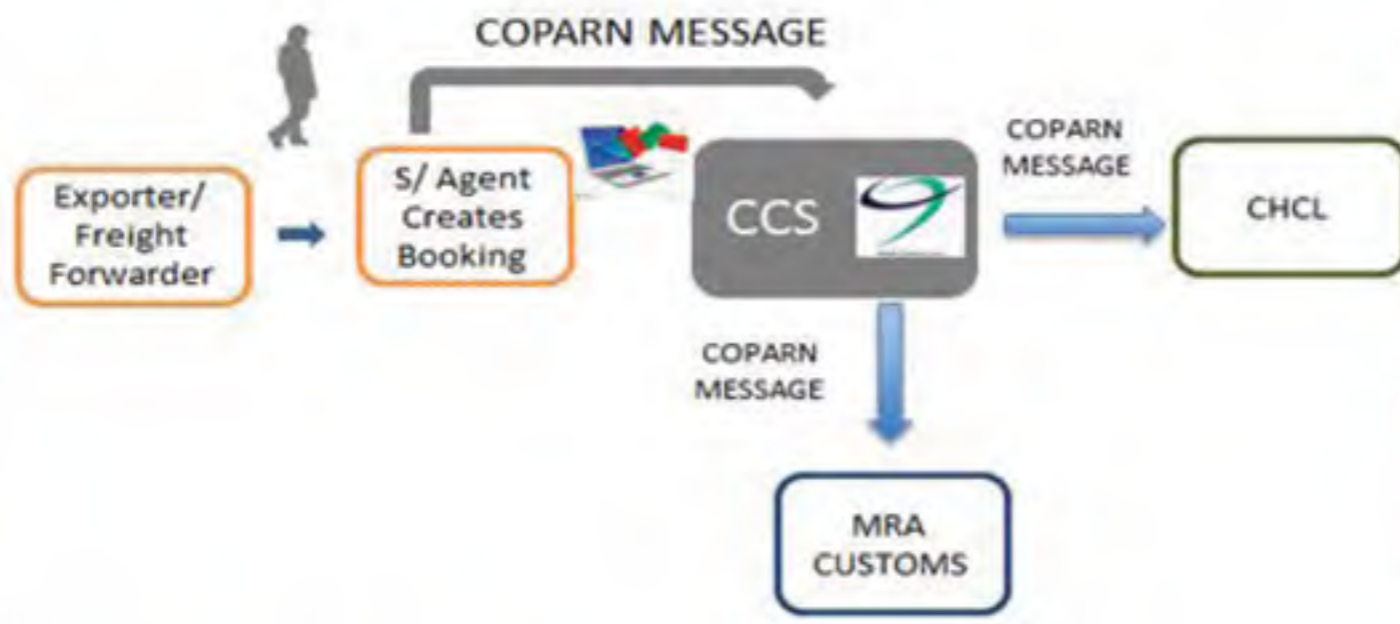 COPARN MESSAGE
Exporter/
Freight
Forwarder
S/ Agent
Creates
Booking
CCS
COPARN
MESSAGE
CHCL
COPARN
MESSAGE
MRA
CUSTOMS